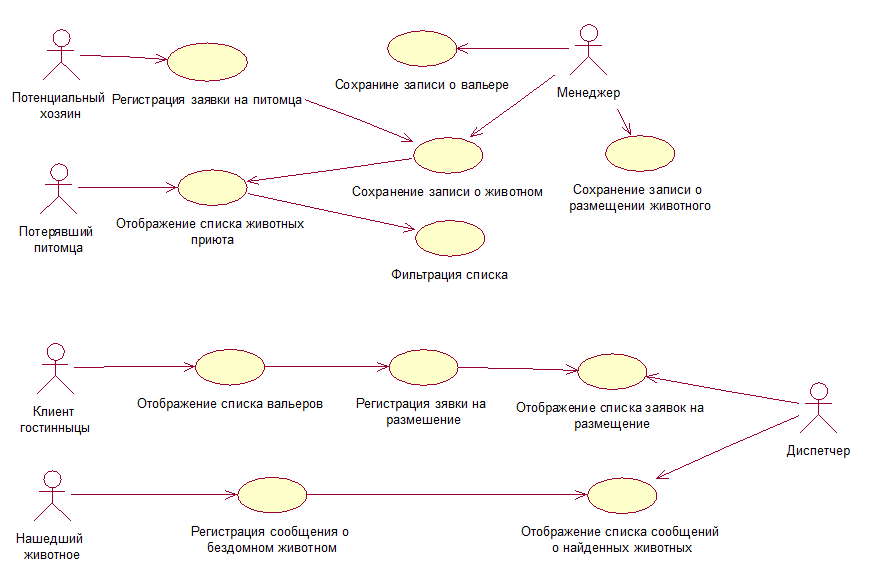 Потенциальный
хозяин
Регистрация заявки на питомца
Сохранине записи о вальере
Менеджер
Потерявший
питомца
Отображение списка животных
приюта
Сохранение записи о животном
Сохранение записи о
размещении животного
Фильтрация списка
Клиент
гостинныцы
Отображение списка вальеров
Регистрация зявки на
размешение
Отображение списка заявок на
размещение
Диспетчер
Нашедший
животное
Регистрация сообщения о
бездомном животном
Отображение списка сообщений
о найденных животных